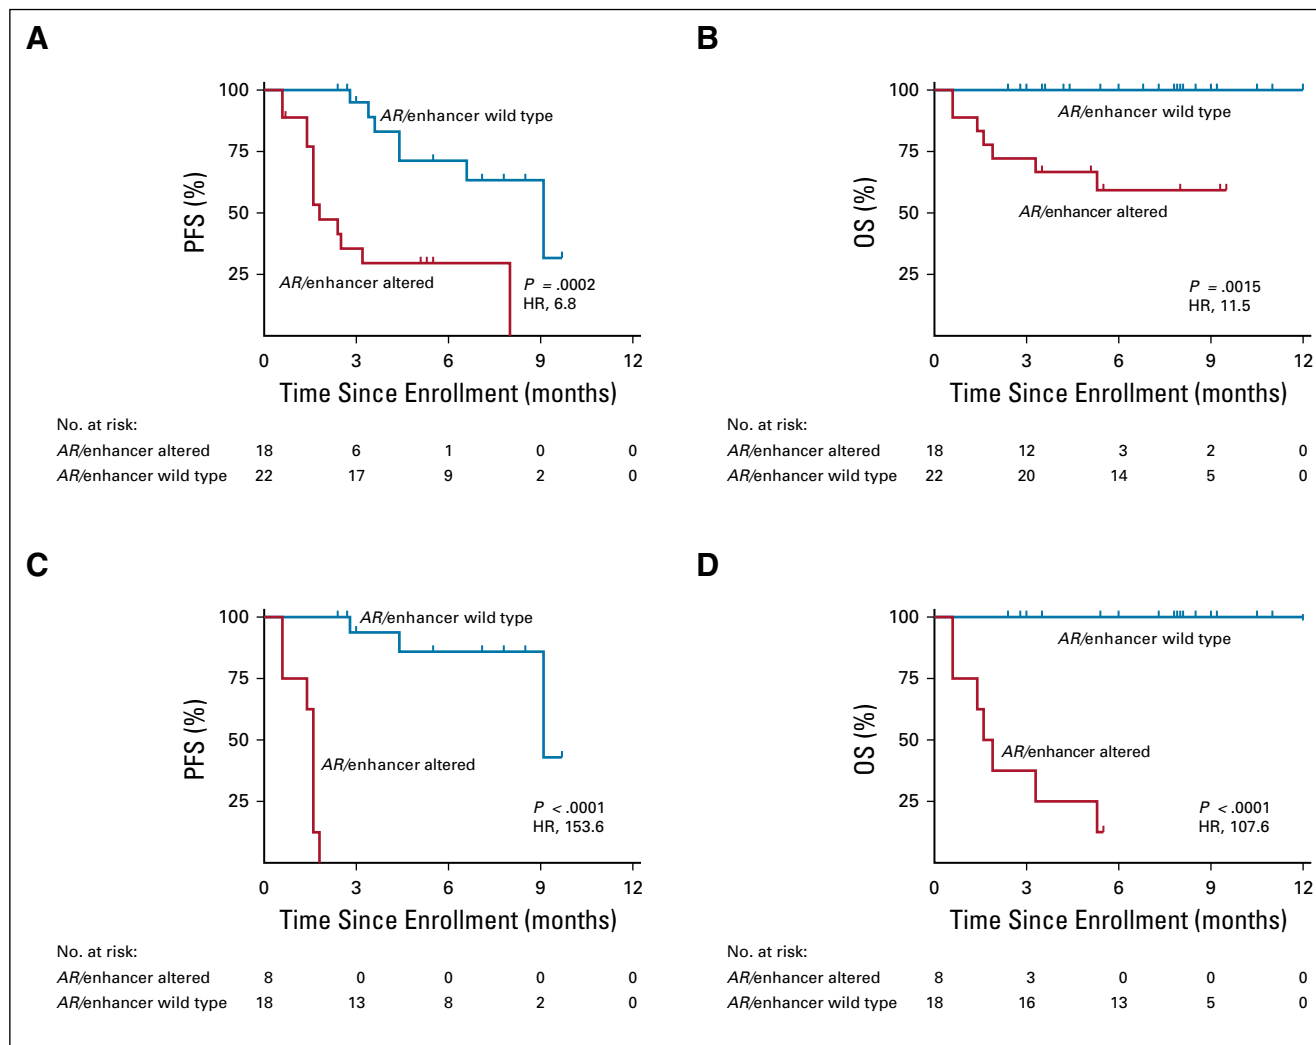 A
100
75
50
25
PFS (%)
AR/enhancer wild type
AR/enhancer altered
P = .0002
HR, 6.8
0 3 6 9 12
Time Since Enrollment (months)
No. at risk:
AR/enhancer altered 18 6 1 0 0
AR/enhancer wild type 22 17 9 2 0
B
100
75
50
25
OS (%)
AR/enhancer wild type
AR/enhancer altered
P = .0015
HR, 11.5
0 3 6 9 12
Time Since Enrollment (months)
No. at risk:
AR/enhancer altered 18 12 3 2 0
AR/enhancer wild type 22 20 14 5 0
C
100
75
50
25
PFS (%)
AR/enhancer wild type
AR/enhancer altered
P < .0001
HR, 153.6
0 3 6 9 12
Time Since Enrollment (months)
No. at risk:
AR/enhancer altered 8 0 0 0 0
AR/enhancer wild type 18 13 8 2 0
D
100
75
50
25
OS (%)
AR/enhancer wild type
AR/enhancer altered
P < .0001
HR, 107.6
0 3 6 9 12
Time Since Enrollment (months)
No. at risk:
AR/enhancer altered 8 3 0 0 0
AR/enhancer wild type 18 16 13 5 0